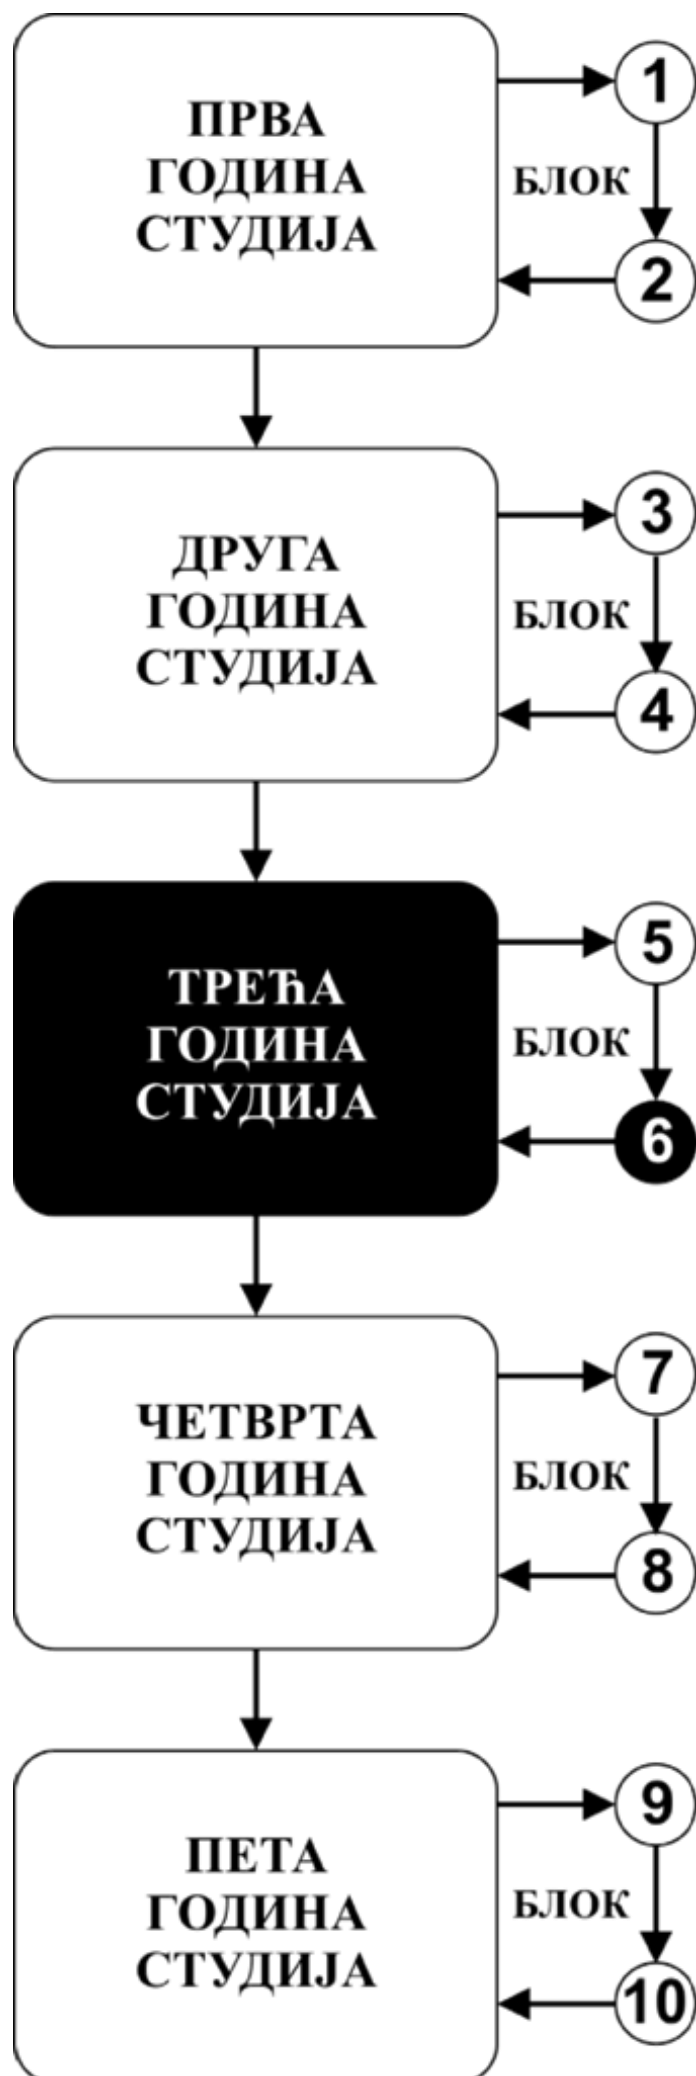 ПРВА
ГОДИНА
СТУДИЈА
1
БЛОК
2
ДРУГА
ГОДИНА
СТУДИЈА
3
БЛОК
4
ТРЕЋА
ГОДИНА
СТУДИЈА
5
БЛОК
6
ЧЕТВРТА
ГОДИНА
СТУДИЈА
7
БЛОК
8
ПЕТА
ГОДИНА
СТУДИЈА
9
БЛОК
10